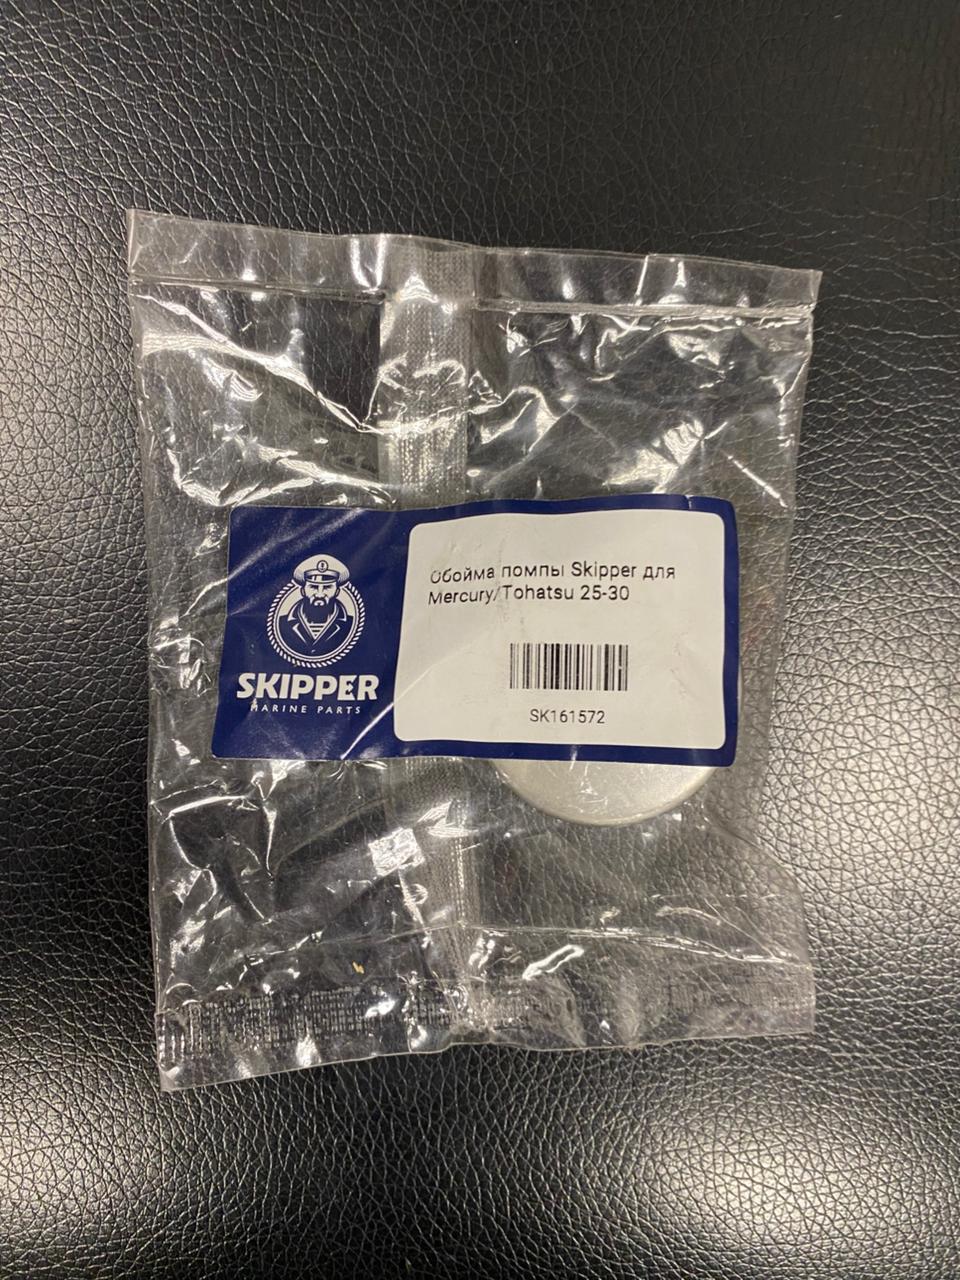 SKIPPER
MARINE PARTS
Обойма помпы Skipper для
Mercury/Tohatsu 25-30
SK161572